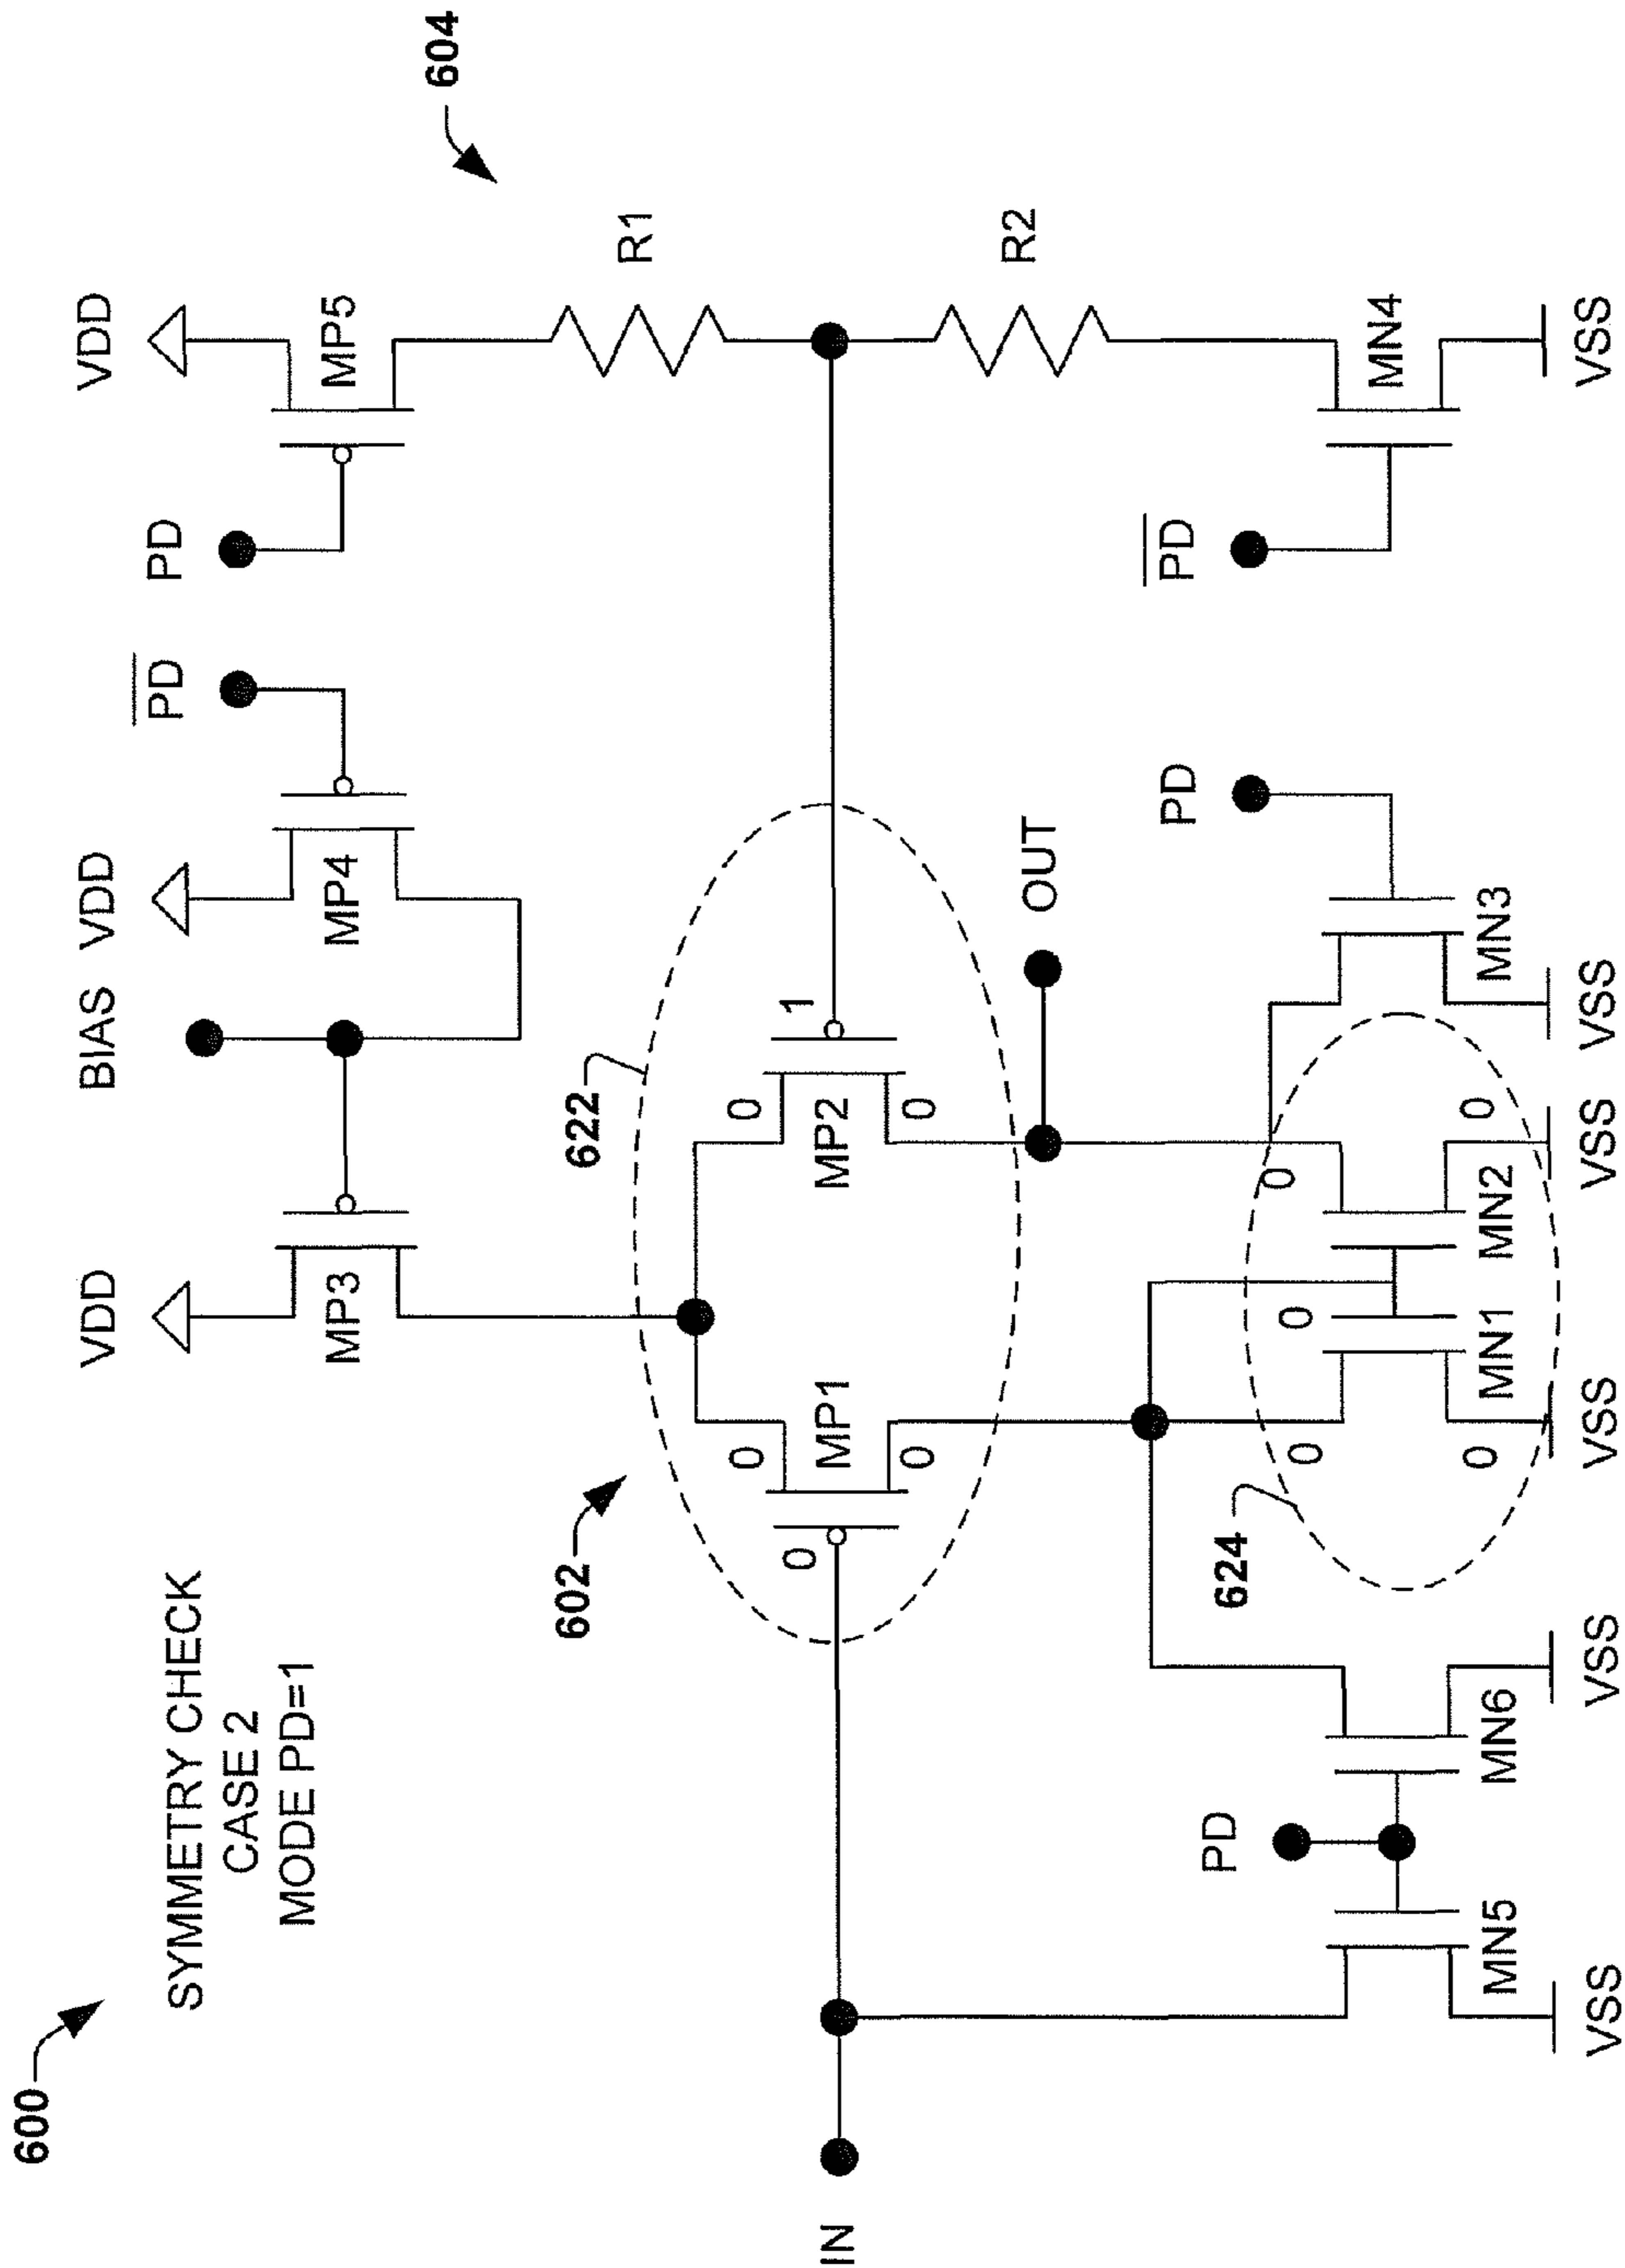 600
SYMMETRY CHECK
CASE 2
MODE PD=1
VDD
BIAS
VDD
PD
PD
VDD
604
MP3
MP4
MP5
602
622
R1
0
0
1
0
MP1
MP2
0
0
IN
OUT
R2
PD
624
0
0
0
PD
PD
MN5
MN6
MN1
MN2
MN3
MN4
0
0
VSS
VSS
VSS
VSS
VSS
VSS